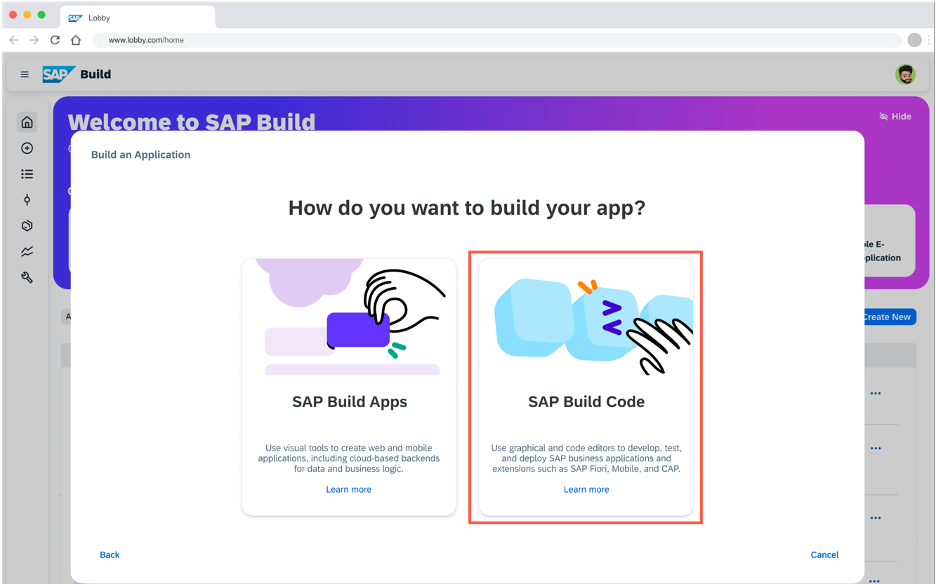 SAP Lobby
www.lobby.com/home
SAP Build
Welcome to SAP Build
Hide
Build an Application
How do you want to build your app?
ole E-
plication
Create New
SAP Build Apps
Use visual tools to create web and mobile
applications, including cloud-based backends
for data and business logic.
Learn more
SAP Build Code
Use graphical and code editors to develop, test,
and deploy SAP business applications and
extensions such as SAP Fiori, Mobile, and CAP.
Learn more
Back
Cancel